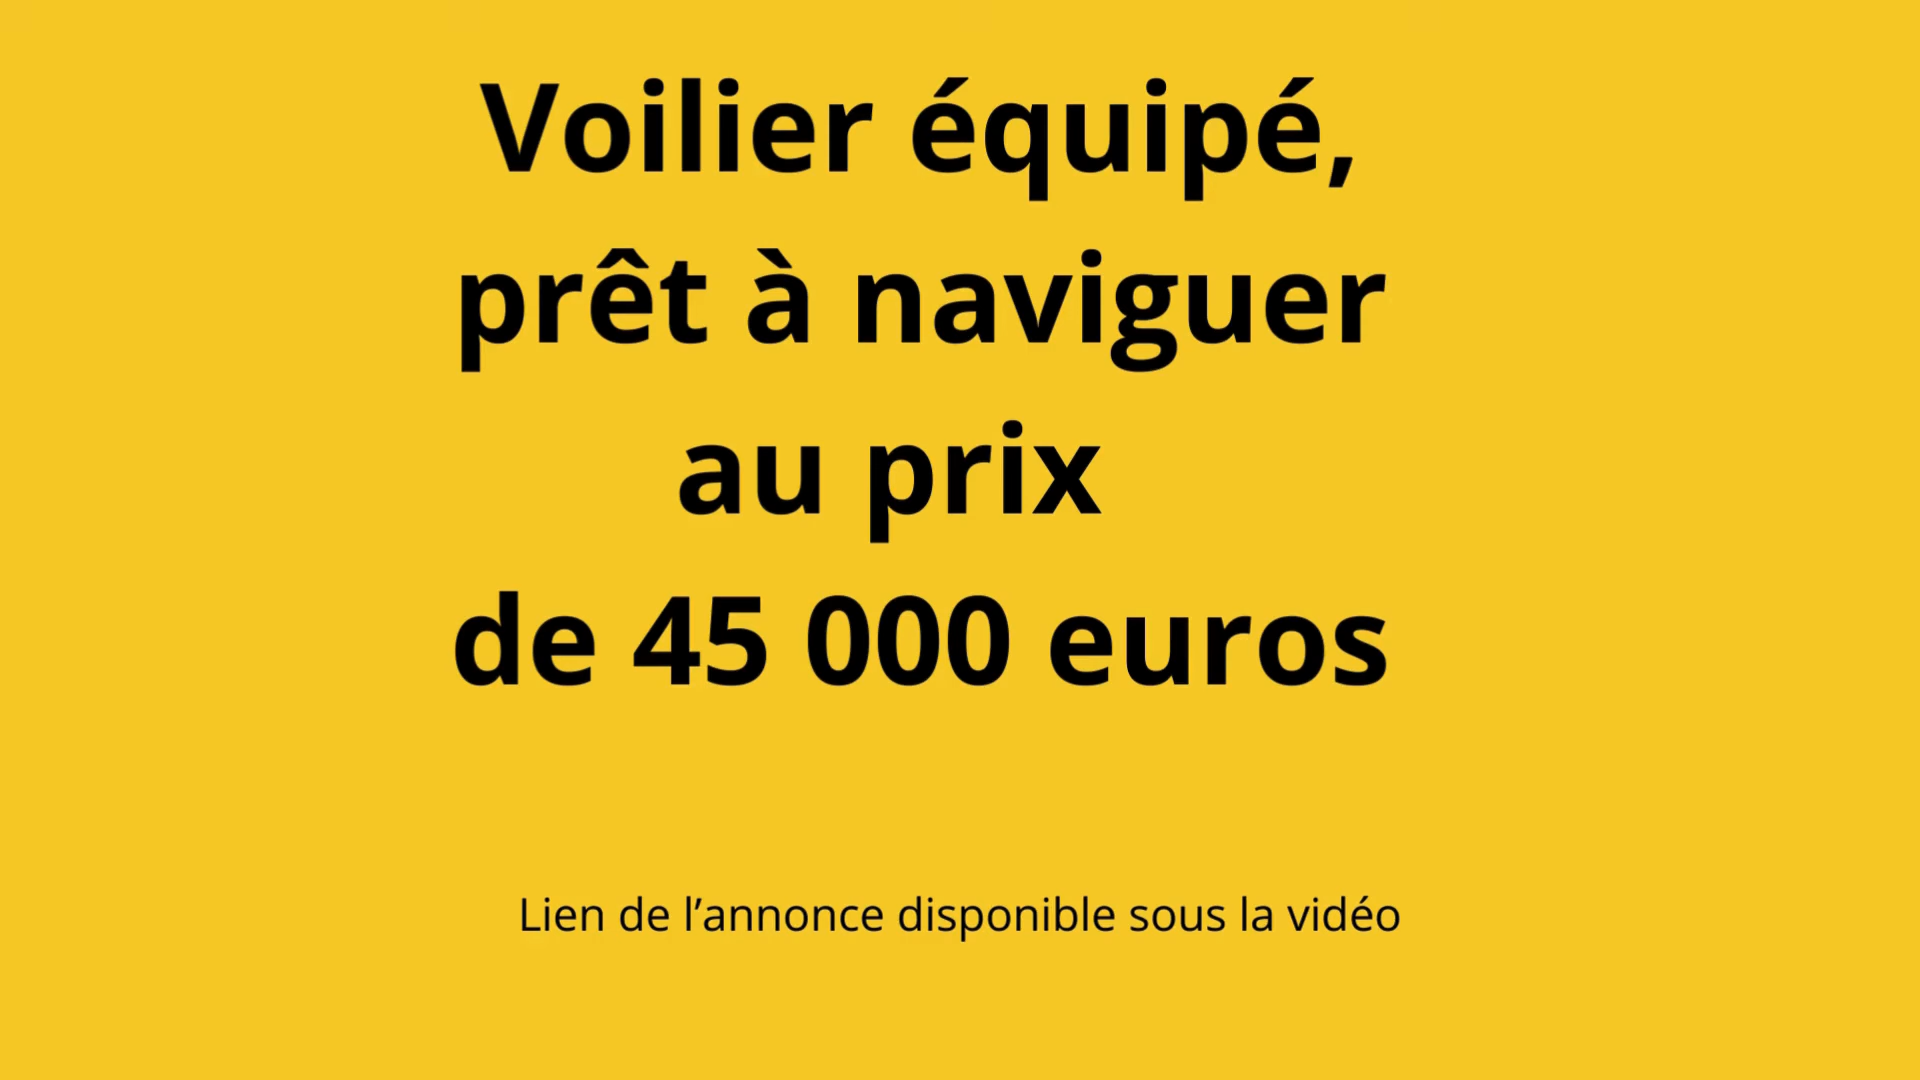 Voilier équipé,
prêt à naviguer
au prix
de 45 000 euros
Lien de l’annonce disponible sous la vidéo